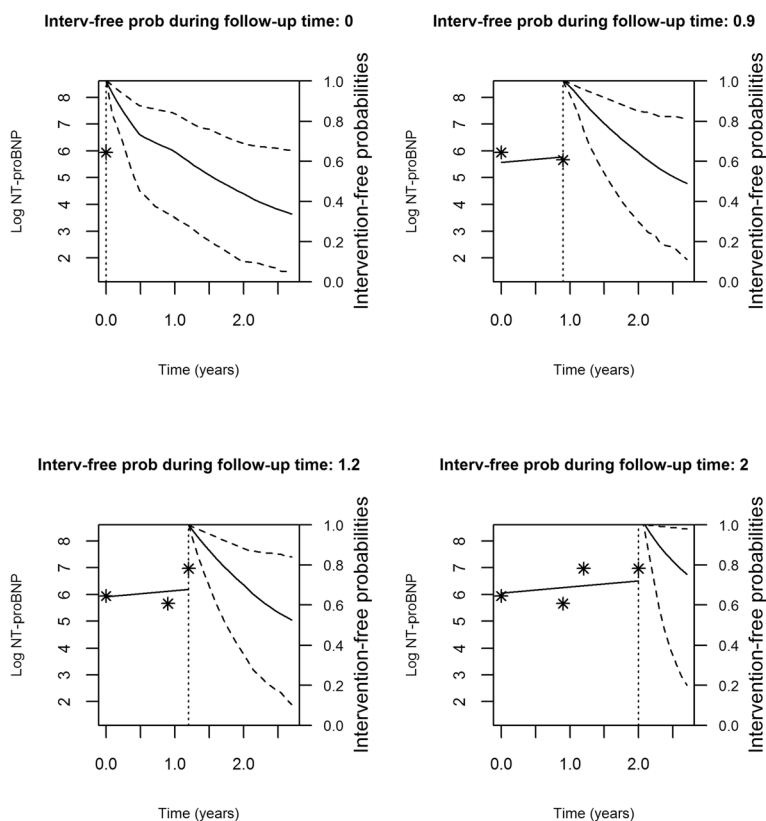 Interv-free prob during follow-up time: 0
Log NT-proBNP
8
7
6
5
4
3
2
1.0
0.8
0.6
0.4
0.2
0.0
Intervention-free probabilities
0.0 1.0 2.0
Time (years)
Interv-free prob during follow-up time: 0.9
Log NT-proBNP
8
7
6
5
4
3
2
1.0
0.8
0.6
0.4
0.2
0.0
Intervention-free probabilities
0.0 1.0 2.0
Time (years)
Interv-free prob during follow-up time: 1.2
Log NT-proBNP
8
7
6
5
4
3
2
1.0
0.8
0.6
0.4
0.2
0.0
Intervention-free probabilities
0.0 1.0 2.0
Time (years)
Interv-free prob during follow-up time: 2
Log NT-proBNP
8
7
6
5
4
3
2
1.0
0.8
0.6
0.4
0.2
0.0
Intervention-free probabilities
0.0 1.0 2.0
Time (years)